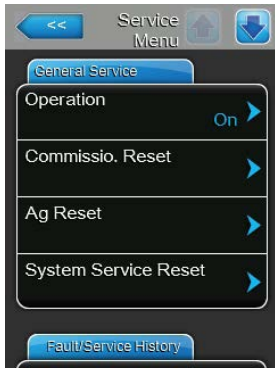 <<
Service
Menu
General Service
Operation
On
Commissio. Reset
Ag Reset
System Service Reset
Fault/Service History